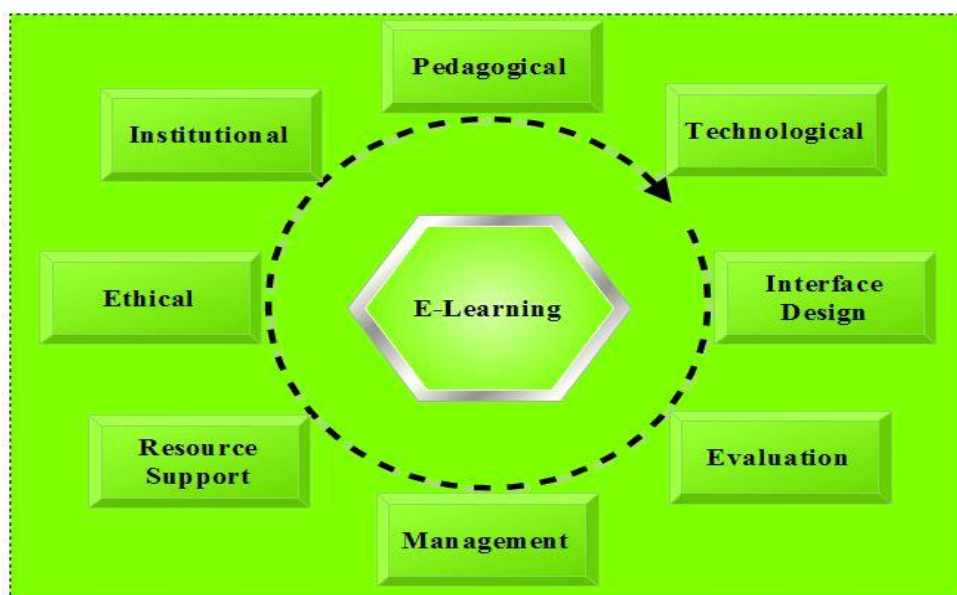 Pedagogical
Institutional
Technological
Ethical
E-Learning
Interface
Design
Resource
Support
Evaluation
Management